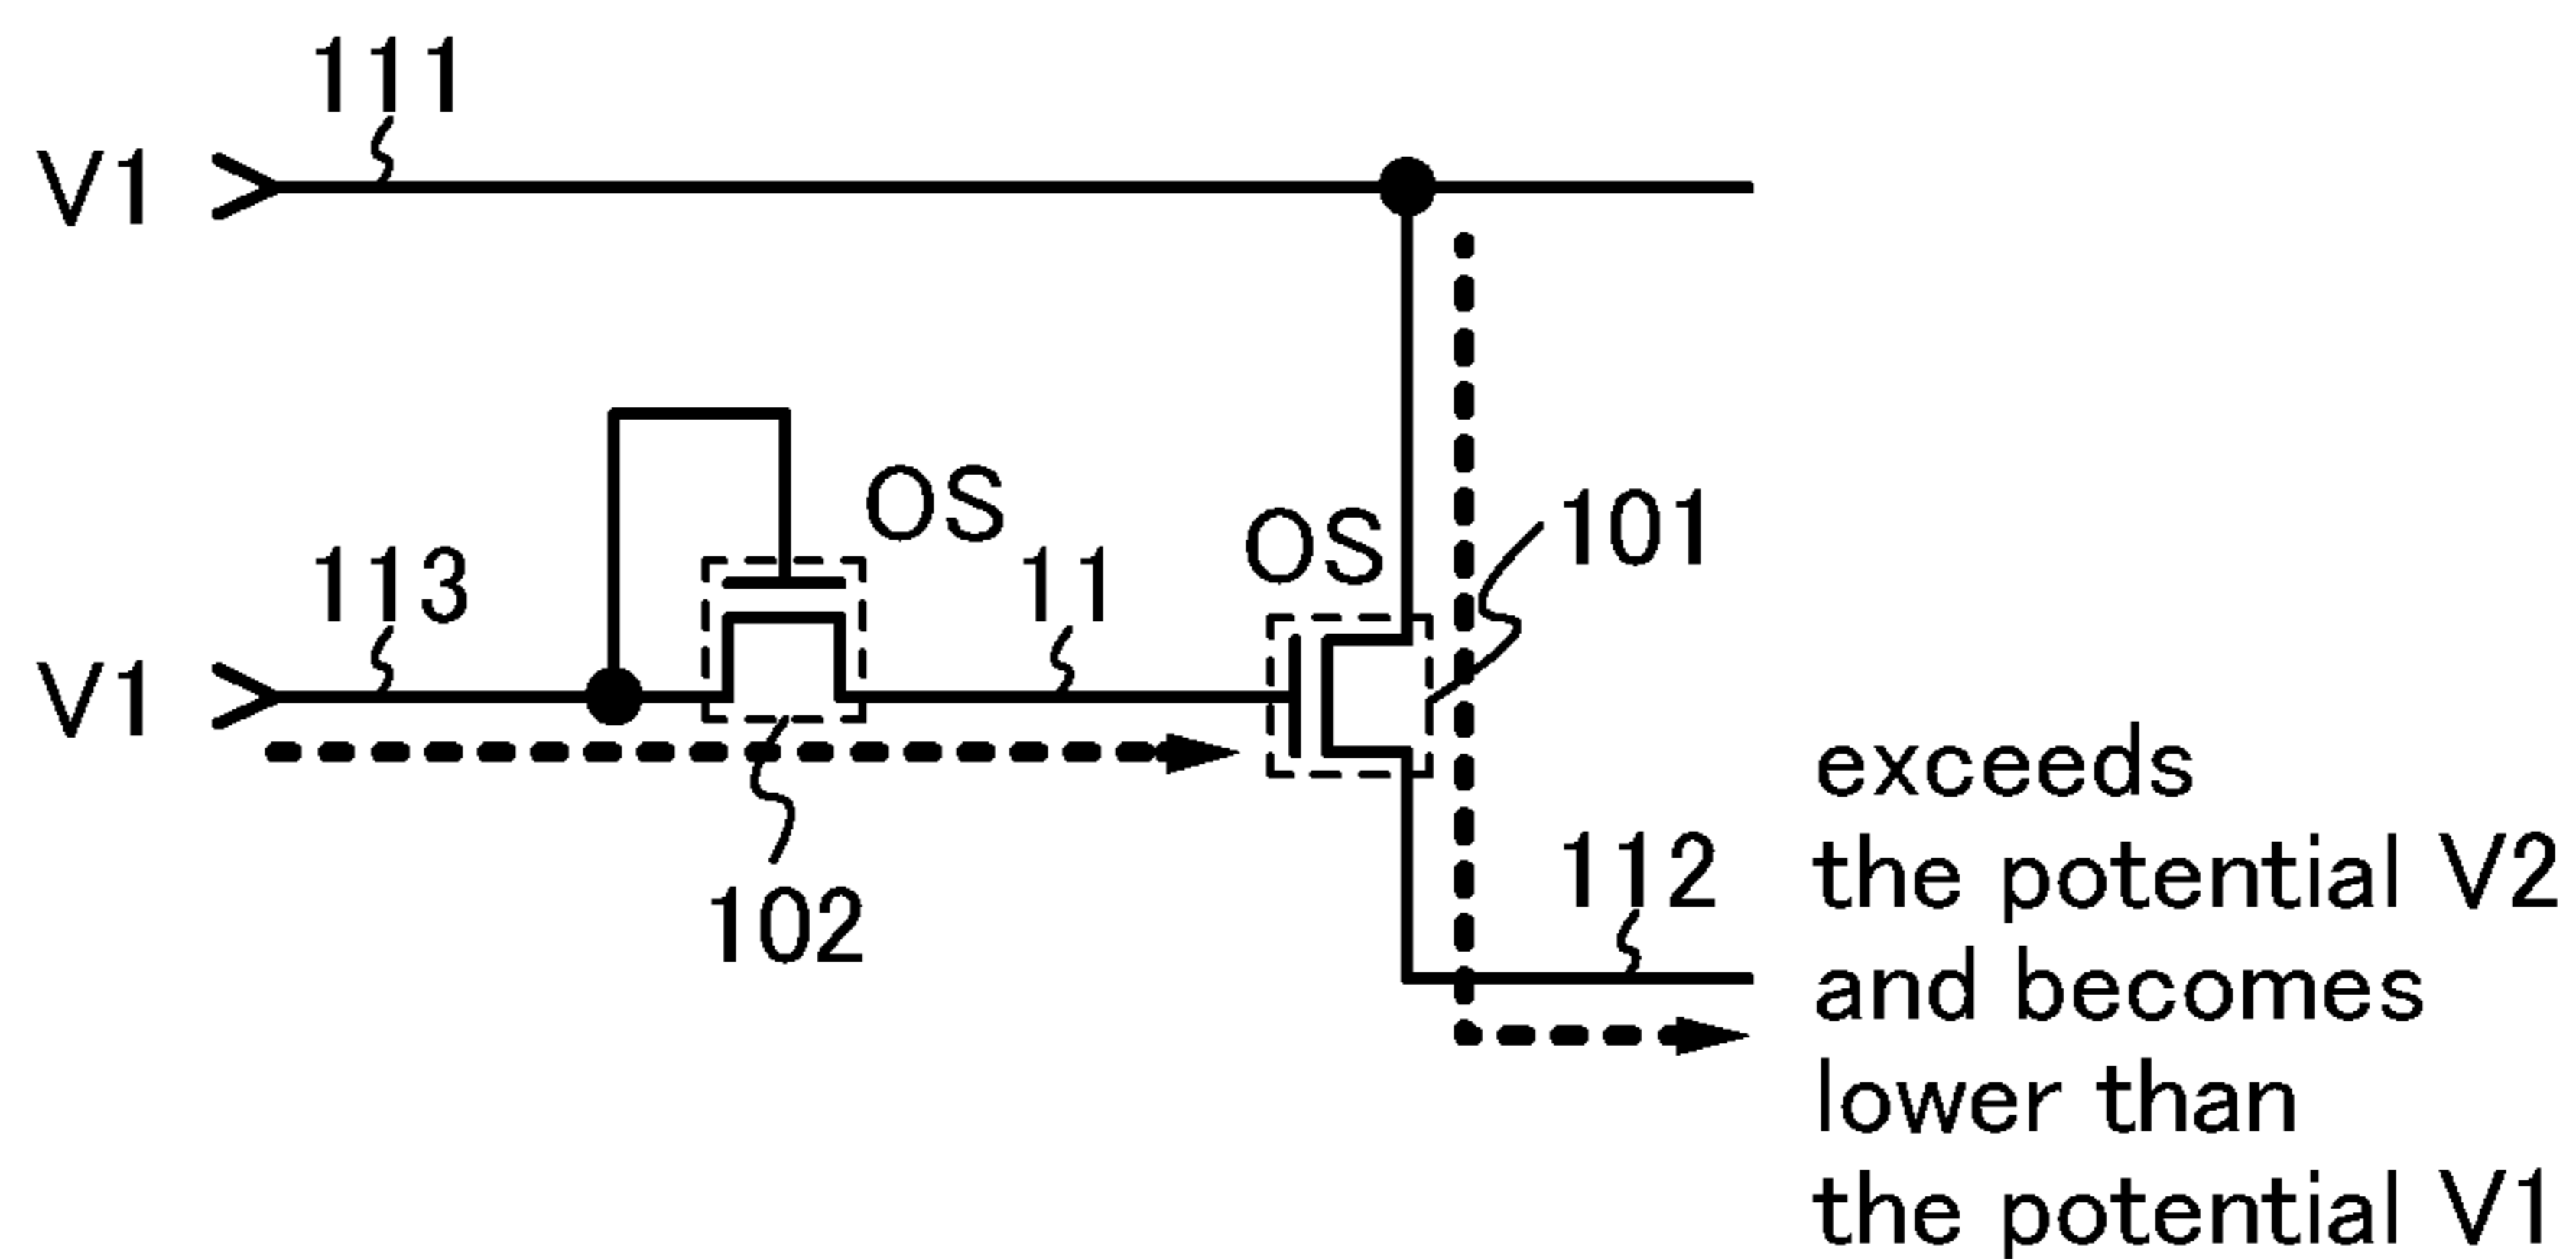 111
V1
OS
OS
101
113
11
V1
102
112
exceeds
the potential V2
and becomes
lower than
the potential V1